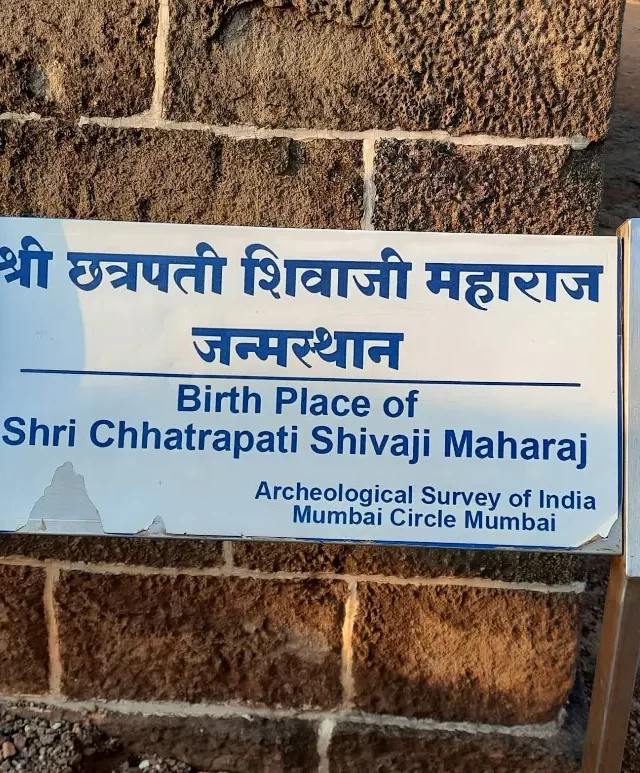 श्री छत्रपती शिवाजी महाराज
जन्मस्थान
Birth Place of
Shri Chhatrapati Shivaji Maharaj
Archeological Survey of India
Mumbai Circle Mumbai